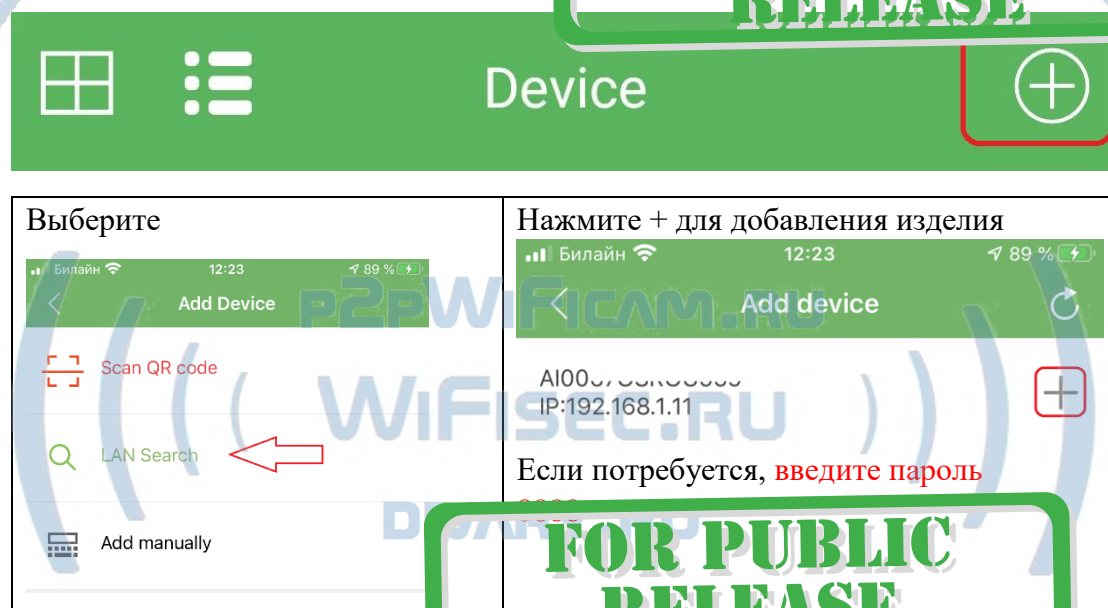 RELEASE
Device
Выберите
Билайн 12:23 89 %
Add Device
Scan QR code
LAN Search
Add manually
Нажмите + для добавления изделия
Билайн 12:23 89 %
Add device
IP:192.168.1.11
Если потребуется, введите пароль
P2PWIFICAM.RU
WIFISEC.RU
FOR PUBLIC
RELEASE